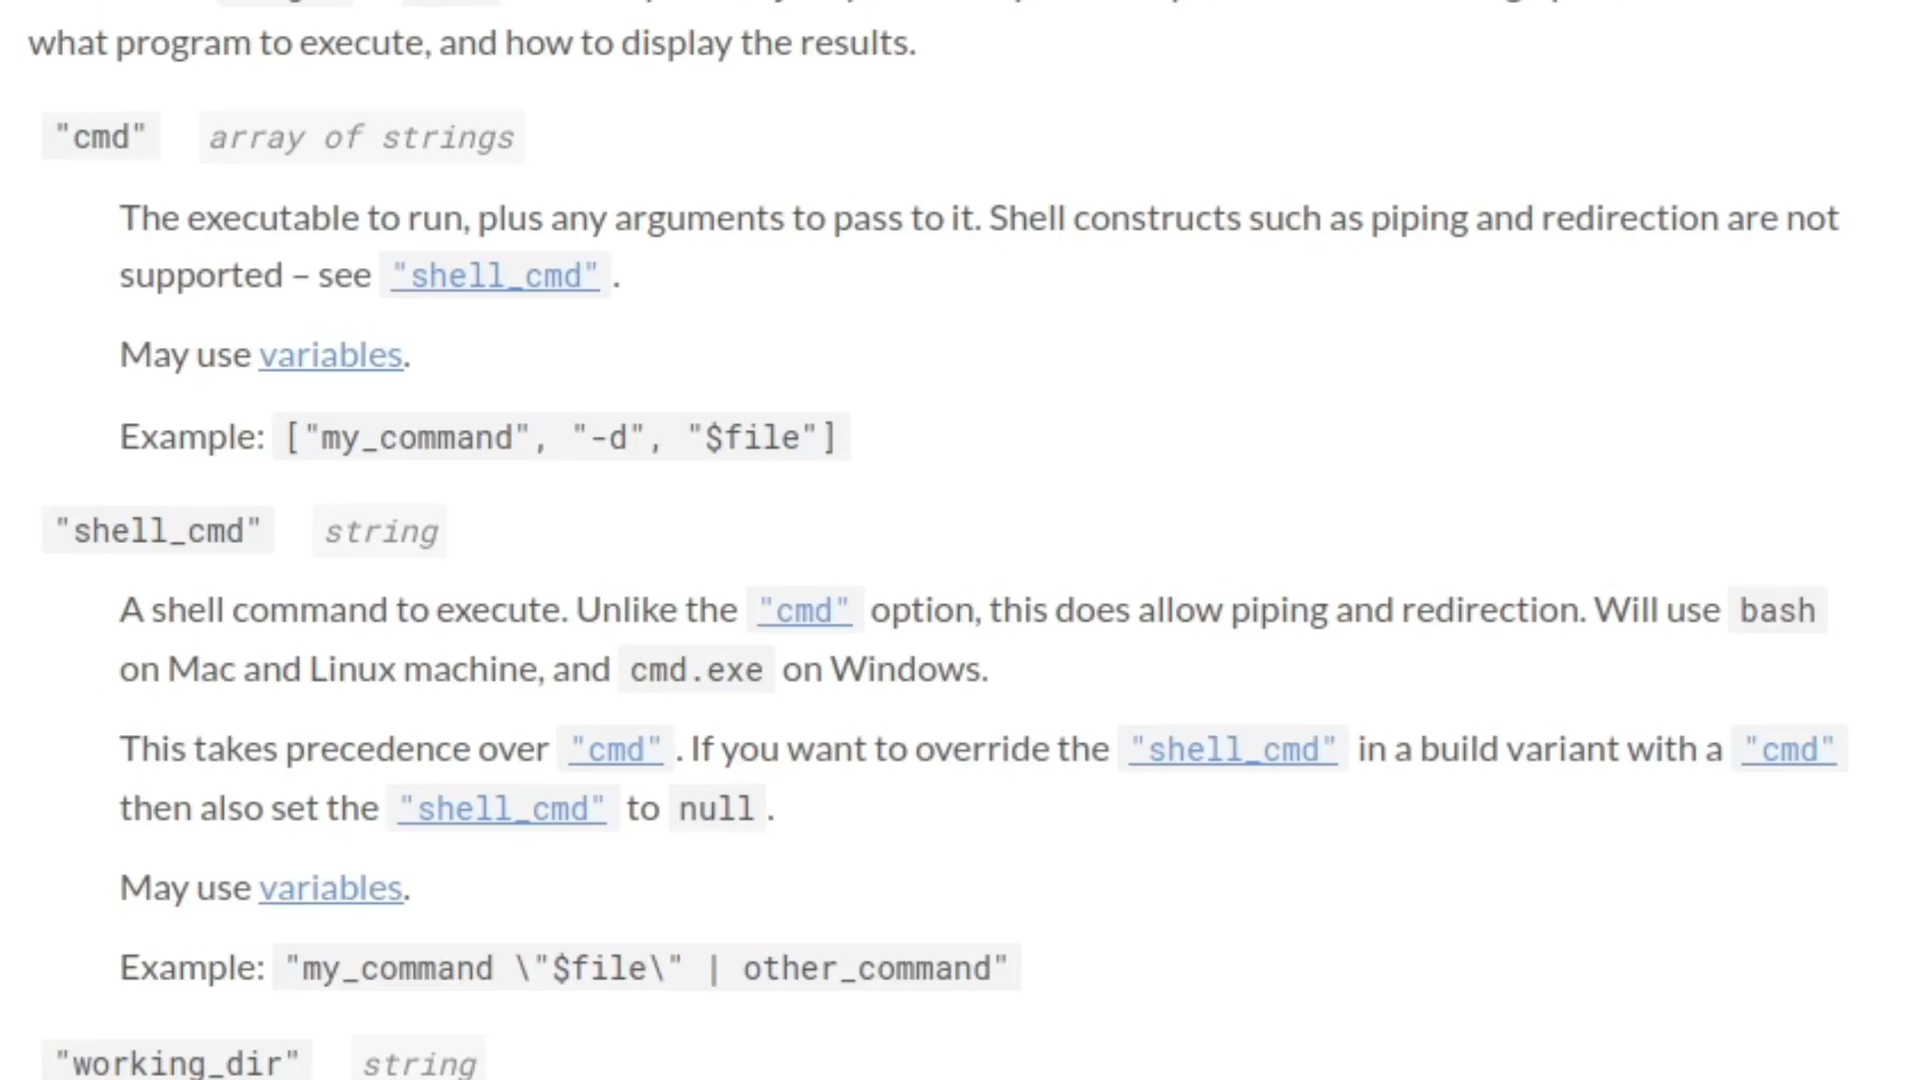 what program to execute, and how to display the results.
"cmd" array of strings
The executable to run, plus any arguments to pass to it. Shell constructs such as piping and redirection are not
supported – see "shell_cmd" .
May use variables.
Example: ["my_command", "-d", "$file"]
"shell_cmd" string
A shell command to execute. Unlike the "cmd" option, this does allow piping and redirection. Will use bash
on Mac and Linux machine, and cmd.exe on Windows.
This takes precedence over "cmd" . If you want to override the "shell_cmd" in a build variant with a "cmd"
then also set the "shell_cmd" to null .
May use variables.
Example: "my_command \"$file\" | other_command"
"working_dir" string